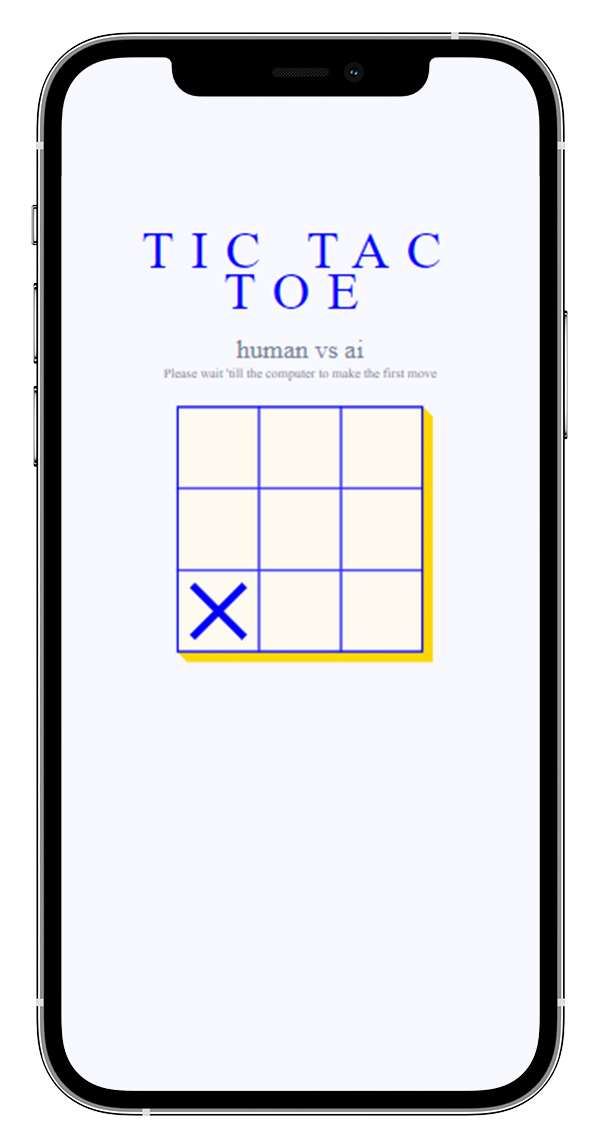 TIC TAC
TOE
human vs ai
Please wait 'till the computer to make the first move